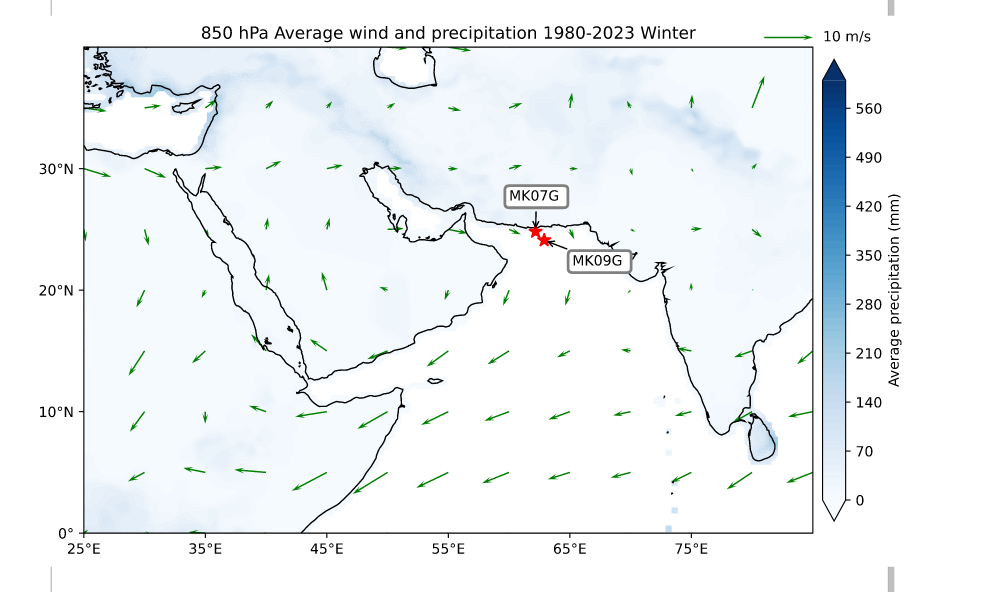 850 hPa Average wind and precipitation 1980-2023 Winter
10 m/s
30°N
20°N
10°N
0°
25°E
35°E
45°E
55°E
65°E
75°E
MK07G
MK09G
560
490
420
350
280
210
140
70
0
Average precipitation (mm)